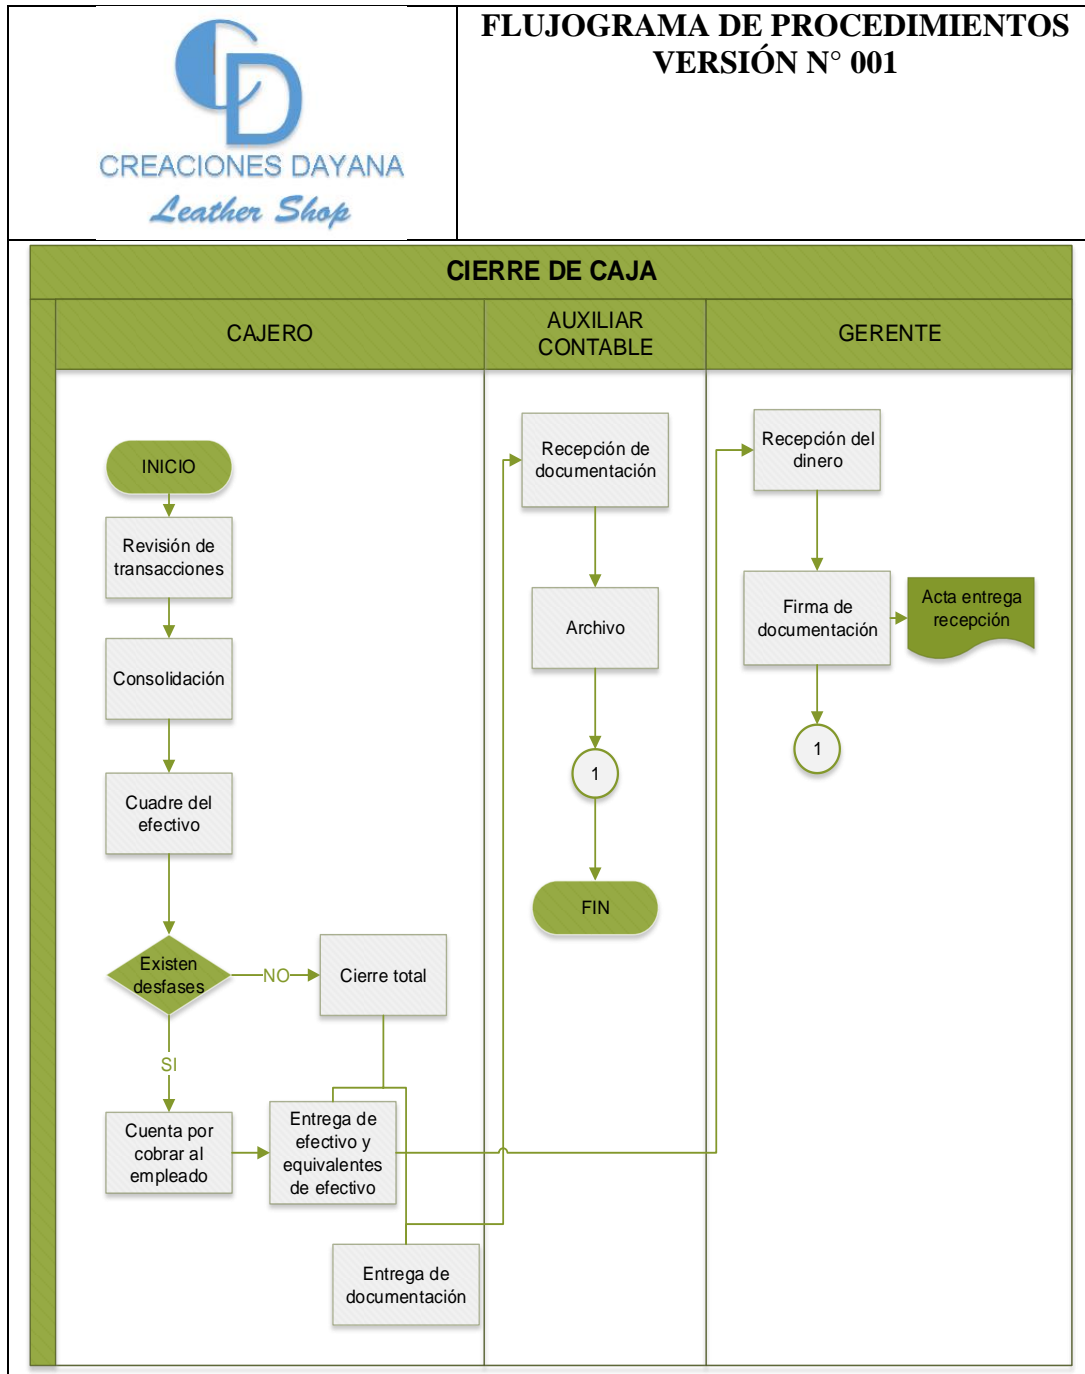 CD
CREACIONES DAYANA
Leather Shop
FLUJOGRAMA DE PROCEDIMIENTOS
VERSIÓN N° 001
CIERRE DE CAJA
CAJERO
AUXILIAR
CONTABLE
GERENTE
INICIO
Revisión de
transacciones
Consolidación
Cuadre del
efectivo
Existen
desfases
NO
Cierre total
SI
Cuenta por
cobrar al
empleado
Entrega de
efectivo y
equivalentes
de efectivo
Entrega de
documentación
Recepción de
documentación
Archivo
1
FIN
Recepción del
dinero
Firma de
documentación
Acta entrega
recepción
1